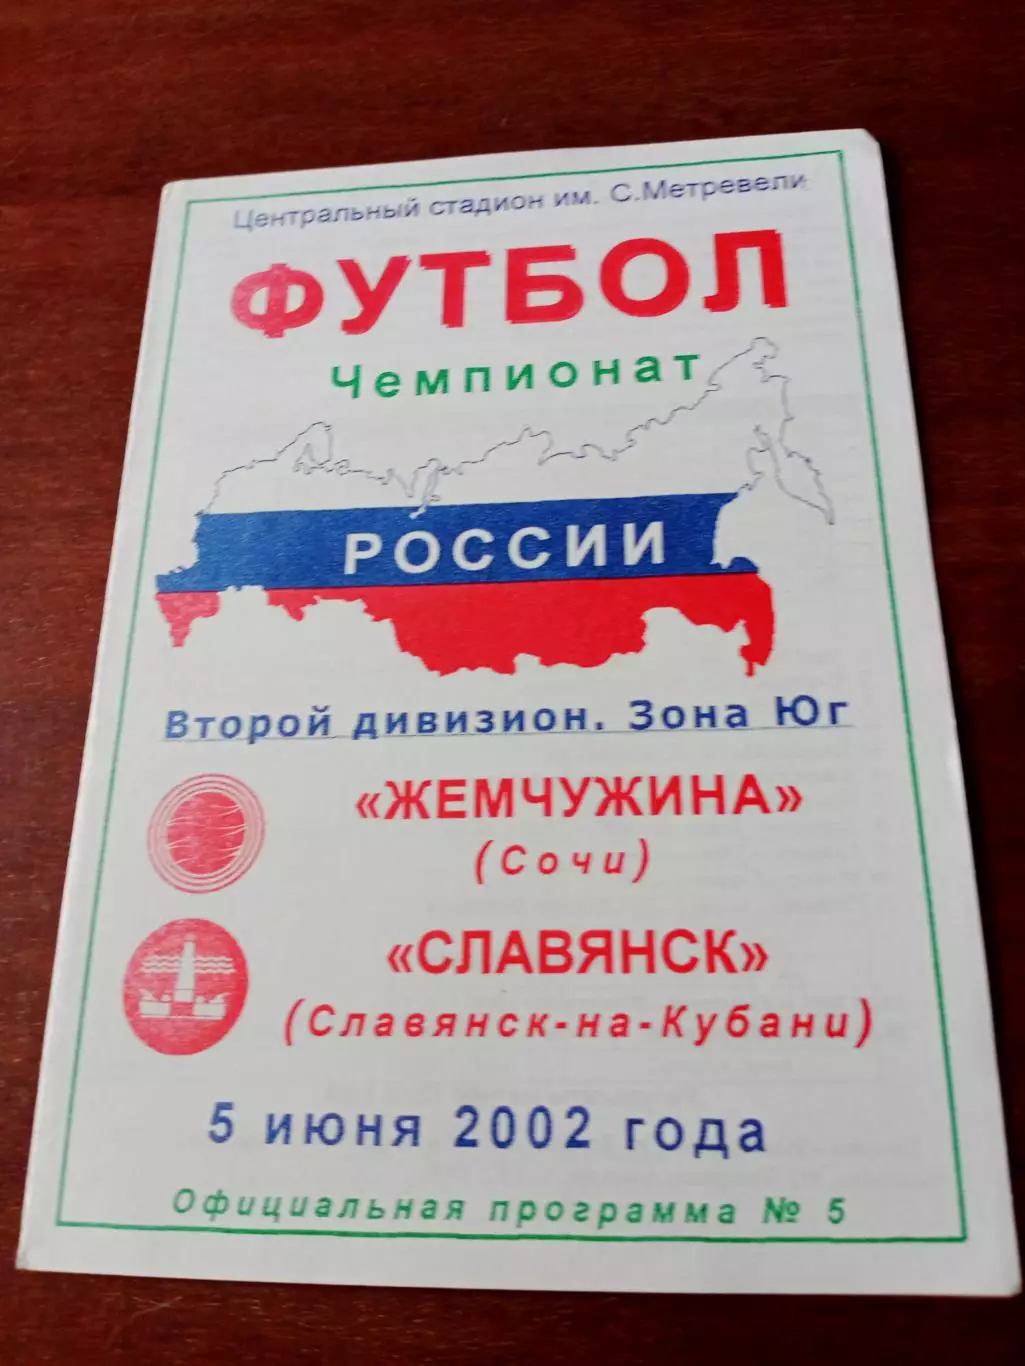 Центральный стадион им. С.Метревели
ФУТБОЛ
Чемпионат
РОССИИ
Второй дивизион. Зона Юг
«ЖЕМЧУЖИНА»
(Сочи)
«СЛАВЯНСК»
(Славянск-на-Кубани)
5 июня 2002 года
Официальная программа № 5